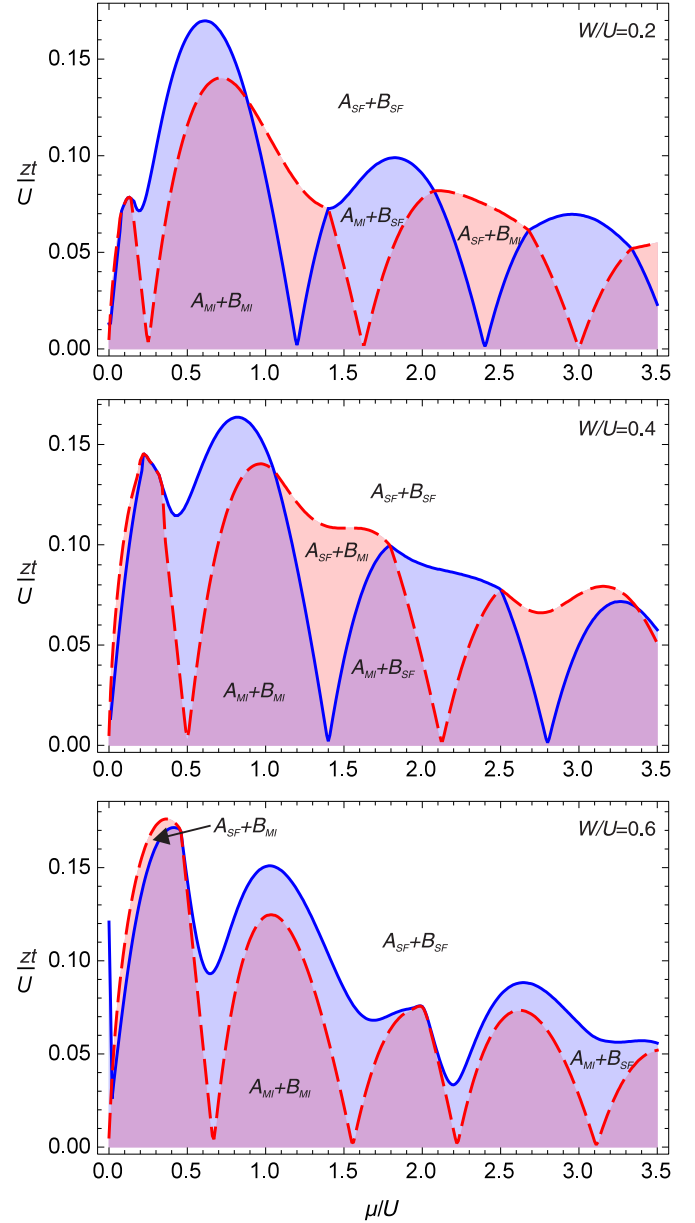 W/U=0.2
0.15
A_SF+B_SF
zt
U
0.10
A_MI+B_SF
A_SF+B_MI
0.05
A_MI+B_MI
0.00
0.0 0.5 1.0 1.5 2.0 2.5 3.0 3.5
W/U=0.4
0.15
A_SF+B_SF
zt
U
0.10
A_SF+B_MI
0.05
A_MI+B_MI
A_MI+B_SF
0.00
0.0 0.5 1.0 1.5 2.0 2.5 3.0 3.5
A_SF+B_MI
W/U=0.6
0.15
A_SF+B_SF
zt
U
0.10
0.05
A_MI+B_SF
A_MI+B_MI
0.00
0.0 0.5 1.0 1.5 2.0 2.5 3.0 3.5
μ/U